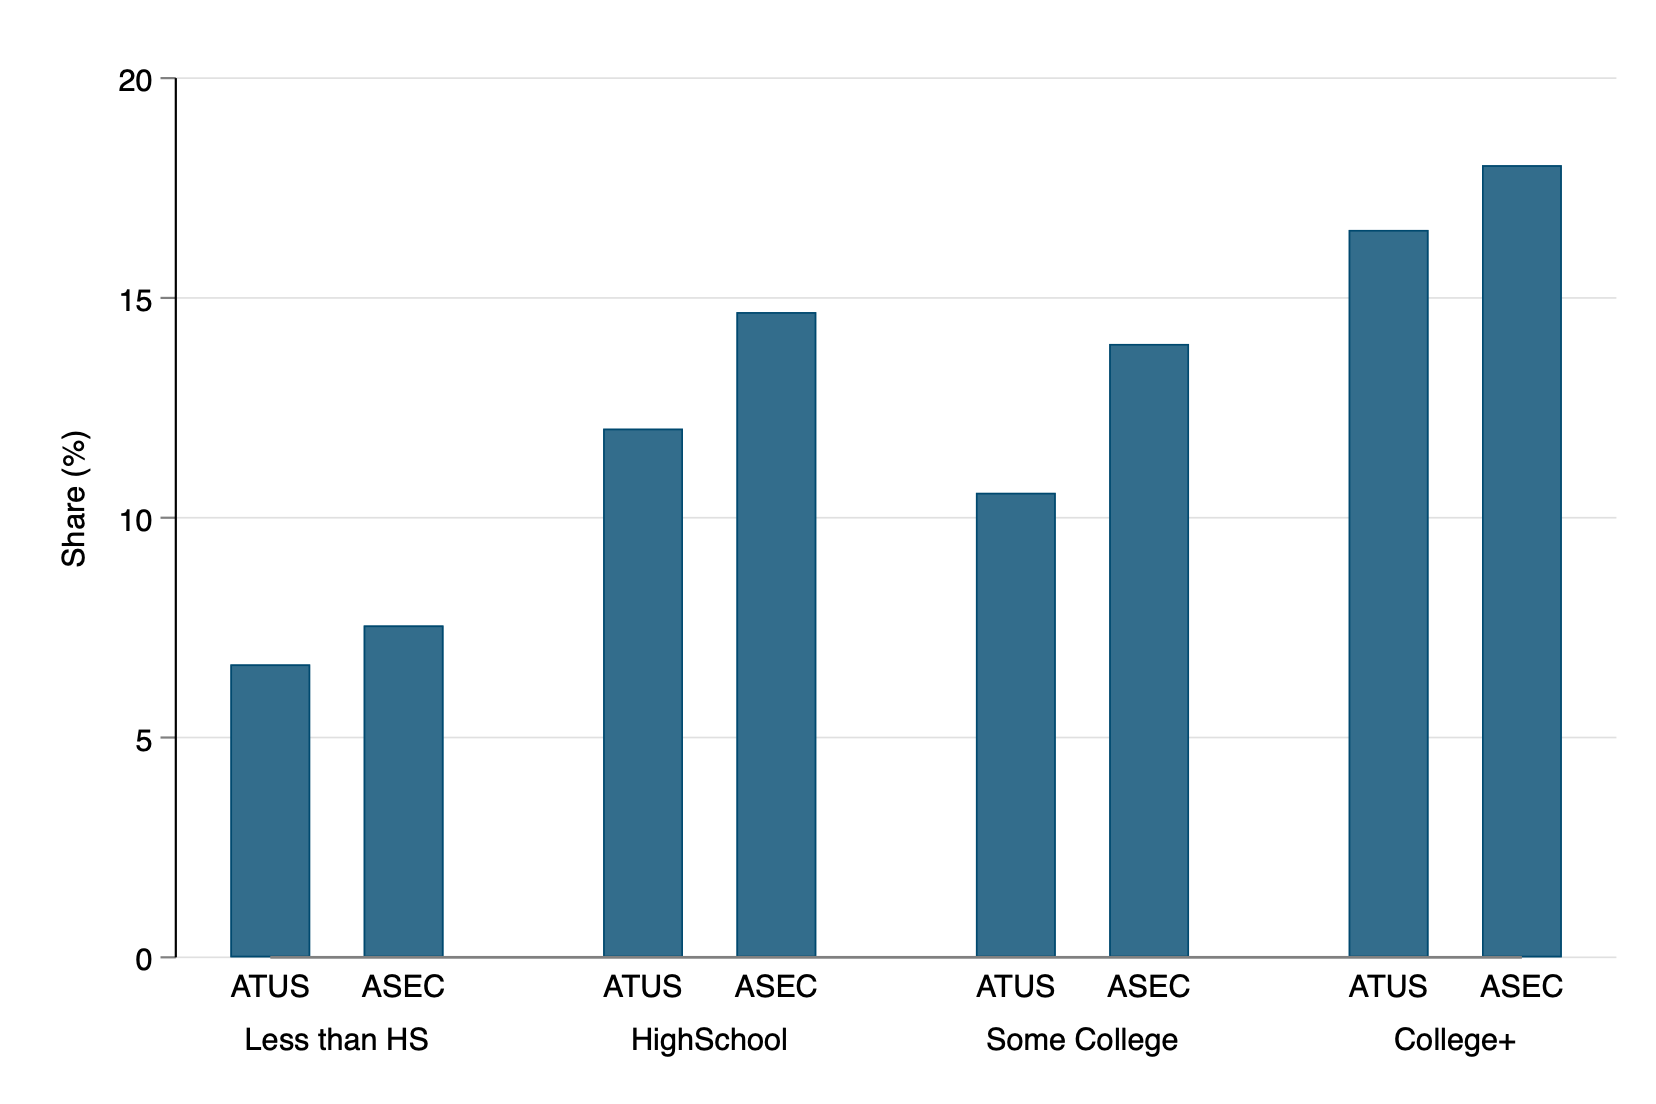 20
15
10
5
0
Share (%)
ATUS ASEC ATUS ASEC ATUS ASEC ATUS ASEC
Less than HS HighSchool Some College College+